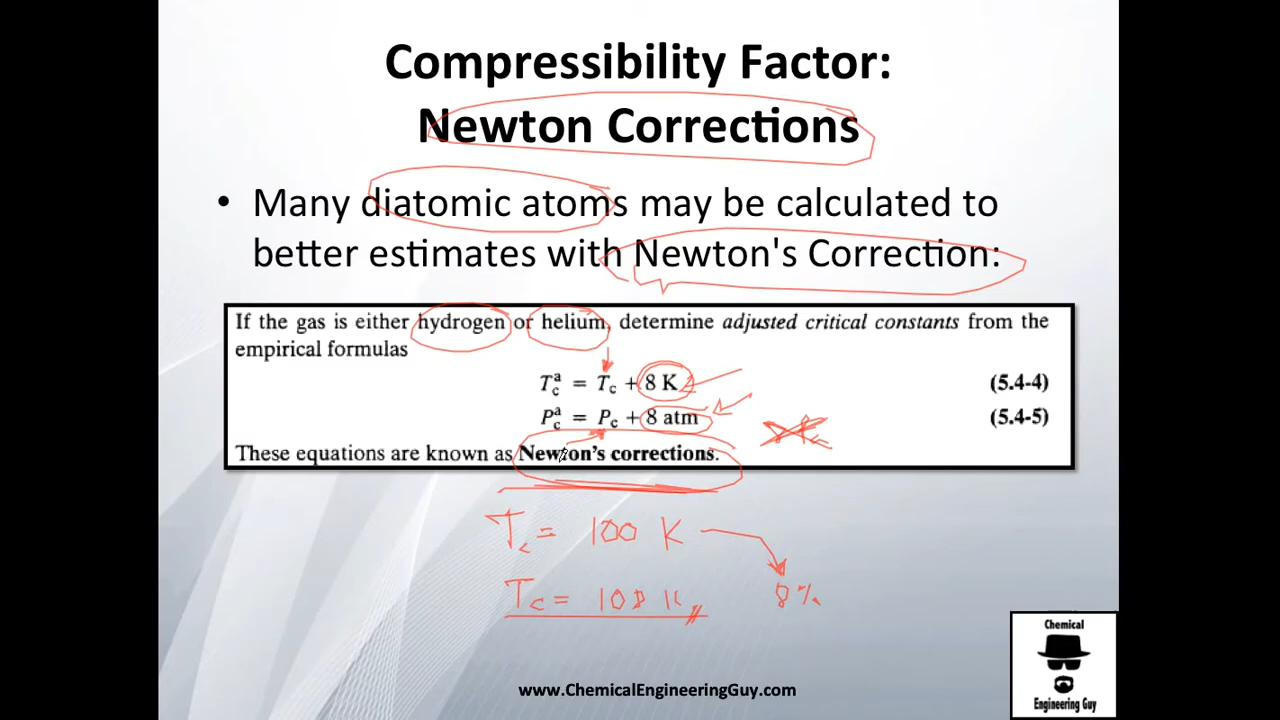 Compressibility Factor:
Newton Corrections
• Many diatomic atoms may be calculated to
better estimates with Newton's Correction:
If the gas is either hydrogen or helium, determine adjusted critical constants from the
empirical formulas
Tᶜᵃ = Tc + 8 K (5.4-4)
Pᶜᵃ = Pc + 8 atm (5.4-5)
These equations are known as Newton's corrections.
Tc = 100 K
Tc = 108 K 8%
Chemical
Engineering Guy
www.ChemicalEngineeringGuy.com